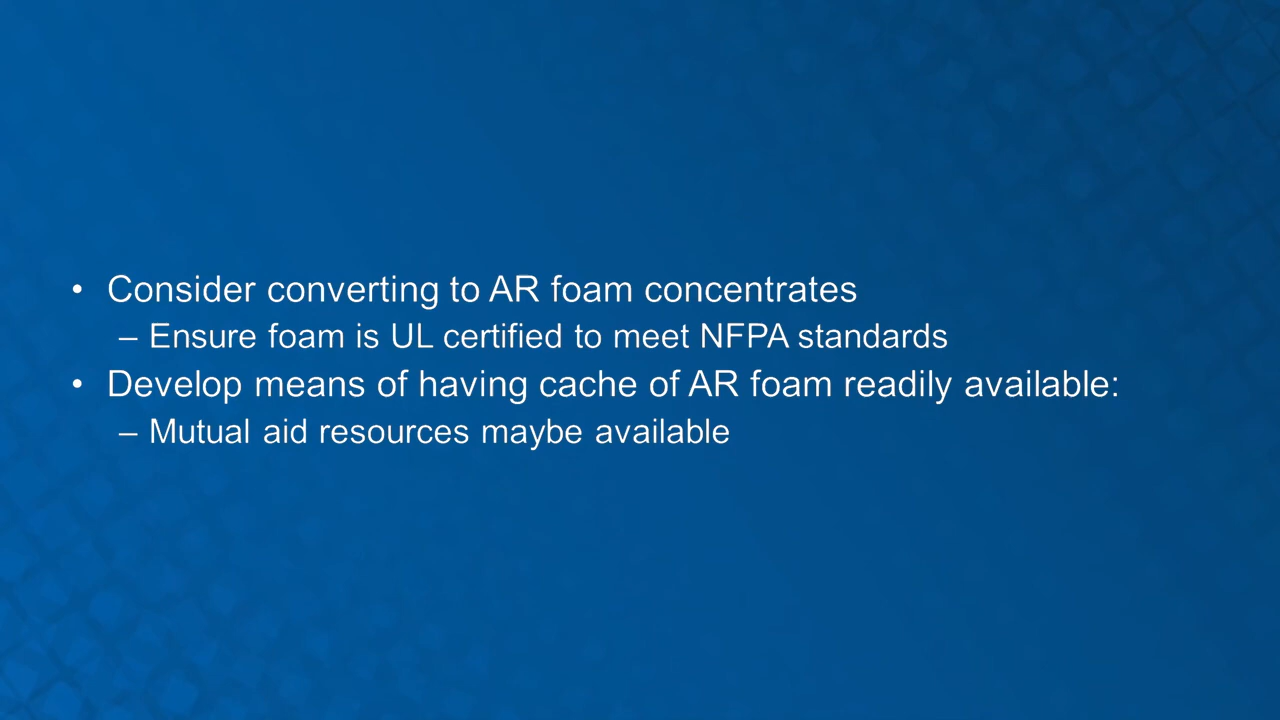 • Consider converting to AR foam concentrates
– Ensure foam is UL certified to meet NFPA standards
• Develop means of having cache of AR foam readily available:
– Mutual aid resources maybe available